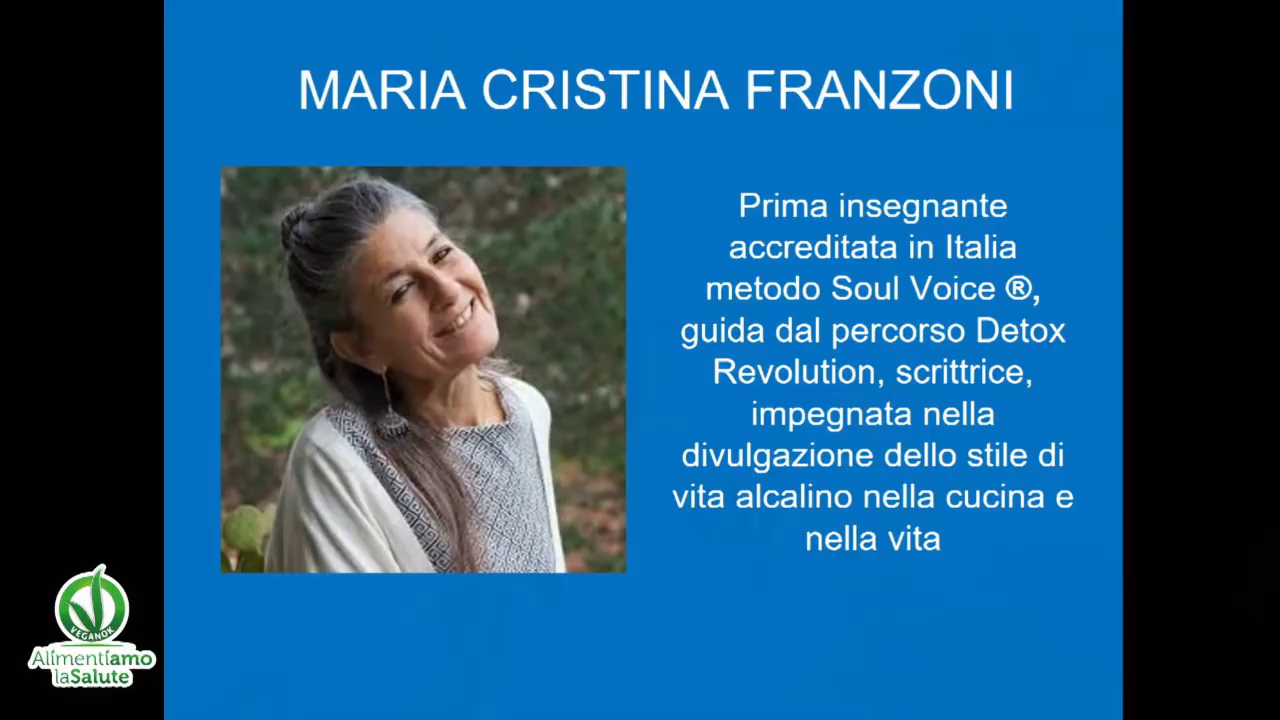 MARIA CRISTINA FRANZONI
Prima insegnante
accreditata in Italia
metodo Soul Voice ®,
guida dal percorso Detox
Revolution, scrittrice,
impegnata nella
divulgazione dello stile di
vita alcalino nella cucina e
nella vita
VEGANOK
Alimentiamo
laSalute